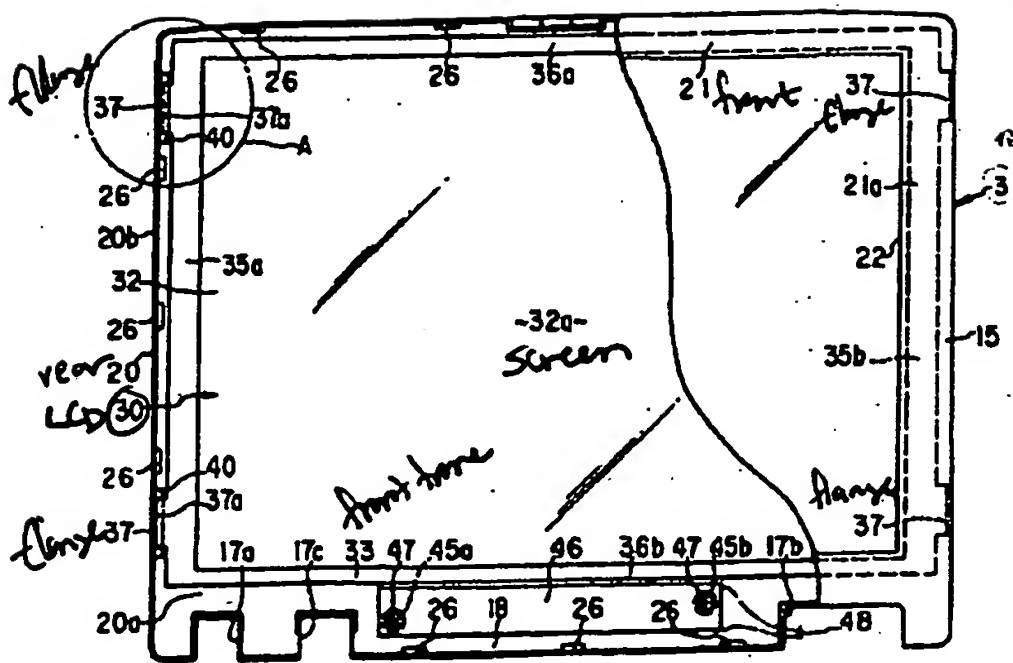 26 26 36a 21 front 37
flange
37 37a flange
40 A
3
26 21a
20b
35a 22
32
-32a-
26 screen 15
rear 20 35b
LCD 30
26 40 front frame flange
37a 37
flange 37
17a 17c 33 47 45a 46 36b 47 45b 17b
20a 26 18 26 26 48